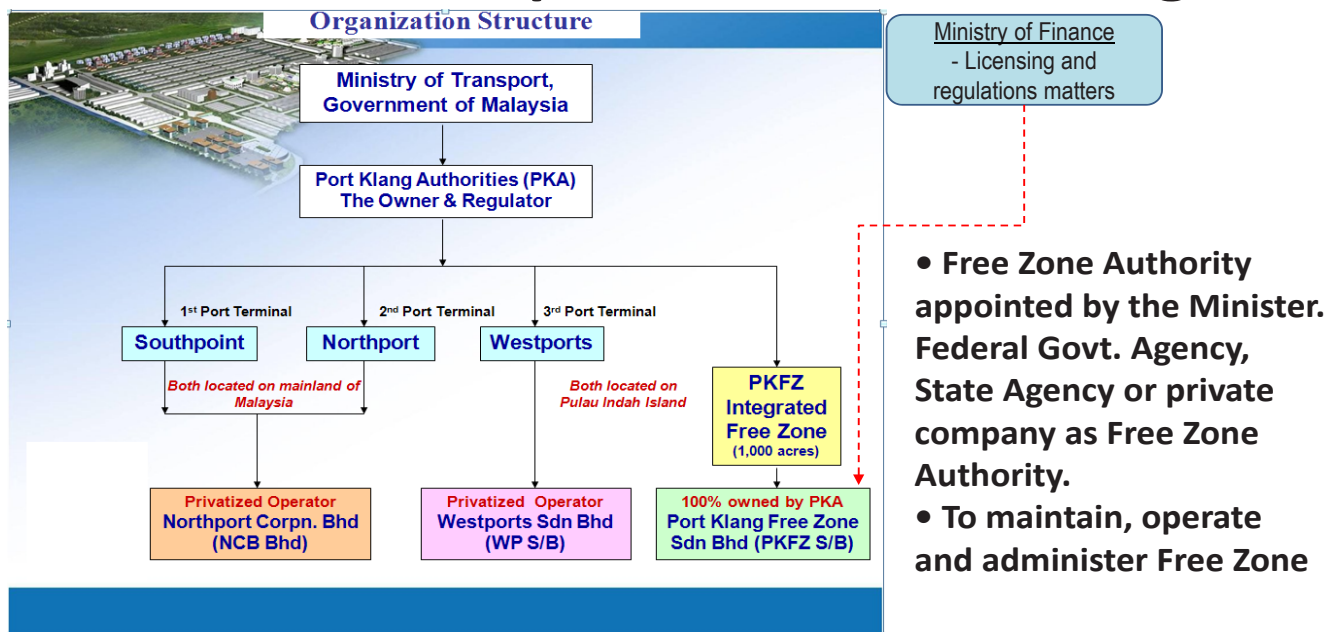 Organization Structure
Ministry of Finance
- Licensing and
regulations matters
Ministry of Transport,
Government of Malaysia
Port Klang Authorities (PKA)
The Owner & Regulator
1st Port Terminal
2nd Port Terminal
3rd Port Terminal
Southpoint
Northport
Westports
Both located on mainland of
Malaysia
Both located on
Pulau Indah Island
PKFZ
Integrated
Free Zone
(1,000 acres)
Privatized Operator
Northport Corpn. Bhd
(NCB Bhd)
Privatized Operator
Westports Sdn Bhd
(WP S/B)
100% owned by PKA
Port Klang Free Zone
Sdn Bhd (PKFZ S/B)
• Free Zone Authority
appointed by the Minister.
Federal Govt. Agency,
State Agency or private
company as Free Zone
Authority.
• To maintain, operate
and administer Free Zone